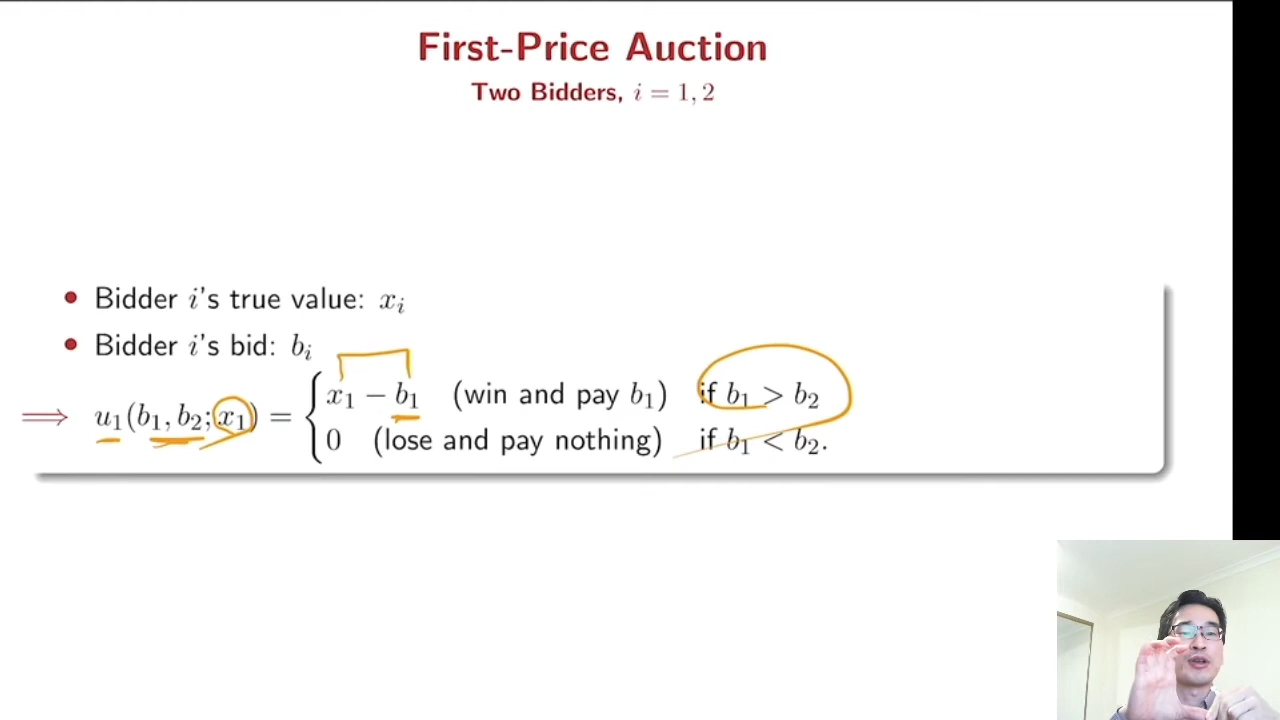 First-Price Auction
Two Bidders, i = 1, 2
• Bidder i's true value: x_i
• Bidder i's bid: b_i
⟹ u_1(b_1, b_2; x_1) = { x_1 − b_1 (win and pay b_1) if b_1 > b_2
0 (lose and pay nothing) if b_1 < b_2.